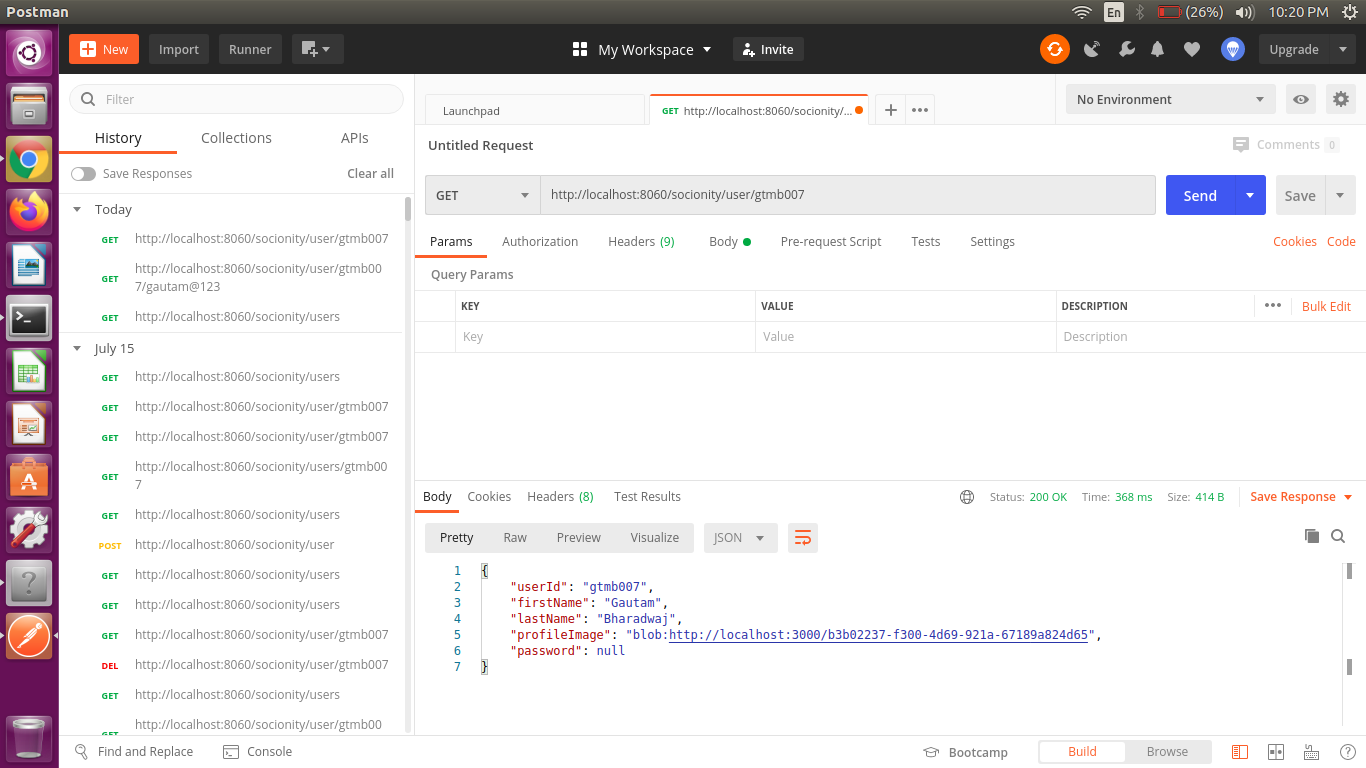 Postman
En
(26%)
10:20 PM
New
Import
Runner
My Workspace
Invite
Upgrade
Filter
History
Collections
APIs
Save Responses
Clear all
Today
GET http://localhost:8060/socionity/user/gtmb007
GET http://localhost:8060/socionity/user/gtmb00
7/gautam@123
GET http://localhost:8060/socionity/users
July 15
GET http://localhost:8060/socionity/users
GET http://localhost:8060/socionity/user/gtmb007
GET http://localhost:8060/socionity/user/gtmb007
GET http://localhost:8060/socionity/users/gtmb00
7
GET http://localhost:8060/socionity/users
POST http://localhost:8060/socionity/user
GET http://localhost:8060/socionity/users
GET http://localhost:8060/socionity/users
GET http://localhost:8060/socionity/user/gtmb007
DEL http://localhost:8060/socionity/user/gtmb007
GET http://localhost:8060/socionity/users
GET http://localhost:8060/socionity/user/gtmb00
Launchpad
GET http://localhost:8060/socionity/...
No Environment
Untitled Request
Comments 0
GET
http://localhost:8060/socionity/user/gtmb007
Send
Save
Params
Authorization
Headers (9)
Body
Pre-request Script
Tests
Settings
Cookies
Code
Query Params
KEY
VALUE
DESCRIPTION
Bulk Edit
Key
Value
Description
Body
Cookies
Headers (8)
Test Results
Status: 200 OK
Time: 368 ms
Size: 414 B
Save Response
Pretty
Raw
Preview
Visualize
JSON
1 {
2 "userId": "gtmb007",
3 "firstName": "Gautam",
4 "lastName": "Bharadwaj",
5 "profileImage": "blob:http://localhost:3000/b3b02237-f300-4d69-921a-67189a824d65",
6 "password": null
7 }
Find and Replace
Console
Bootcamp
Build
Browse